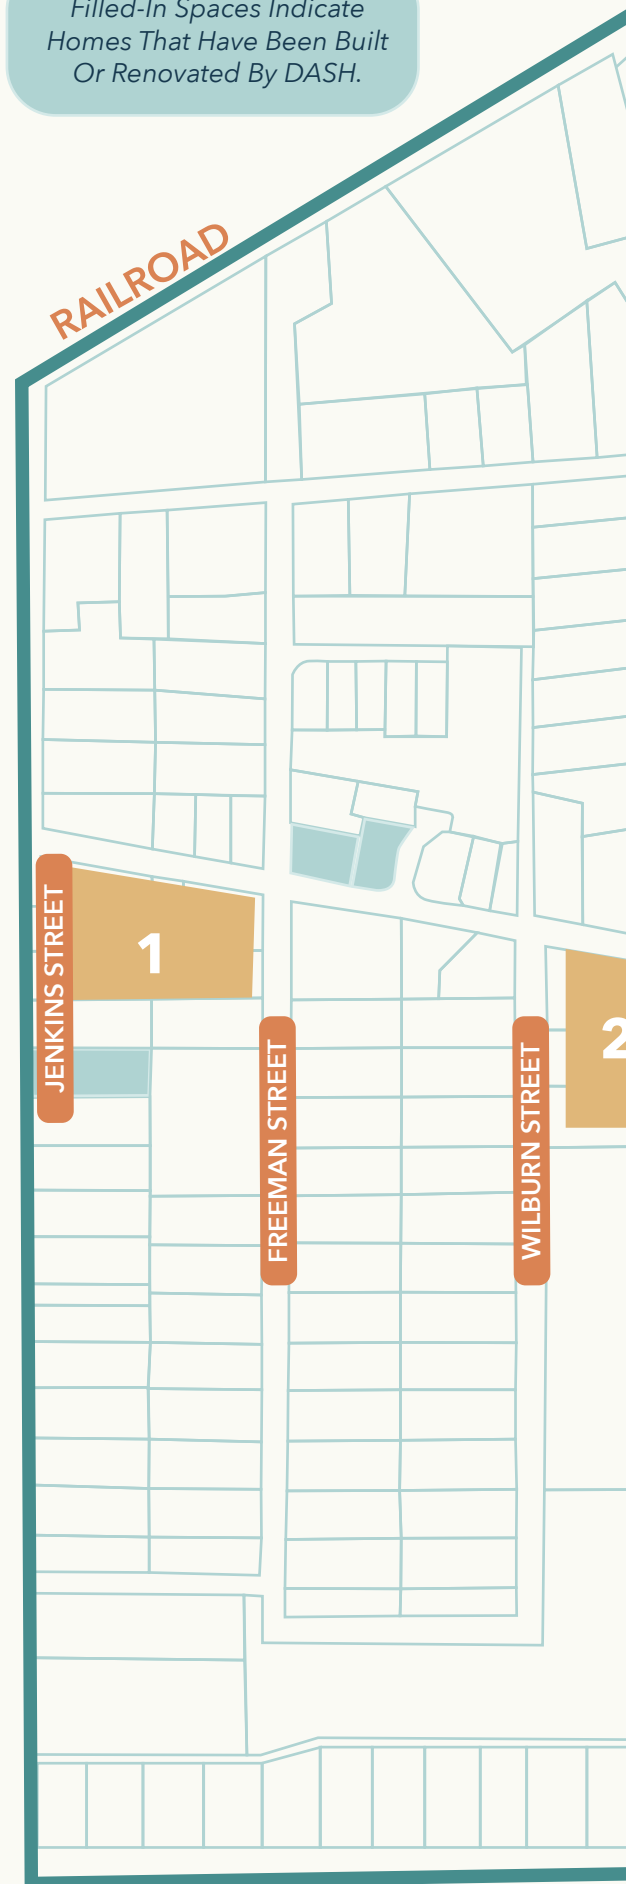 Filled-In Spaces Indicate
Homes That Have Been Built
Or Renovated By DASH.
RAILROAD
1
2
JENKINS STREET
FREEMAN STREET
WILBURN STREET